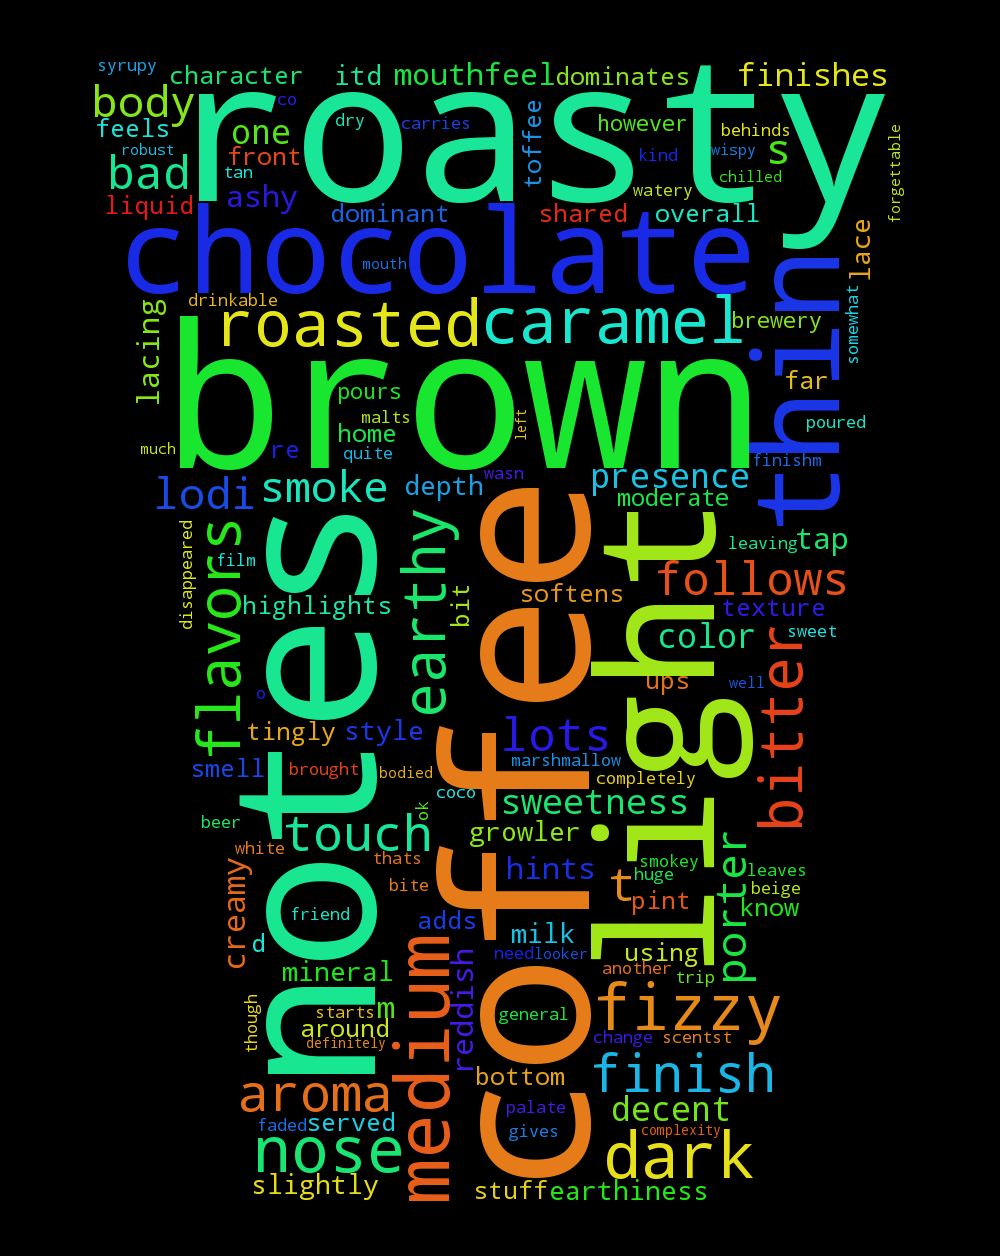 syrupy
character
itd
mouthfeel
dominates
finishes
roasty
body
co
feels
one
dry
carries
toffee
however
behinds
s
forgettable
robust
front
kind
wispy
bad
tan
chilled
ashy
watery
liquid
dominant
shared
overall
chocolate
mouth
lace
thin
drinkable
roasted
caramel
brewery
somewhat
lacing
brown
pours
far
malts
left
poured
home
much
re
quite
finishm
wasn
presence
lodi
smoke
depth
moderate
notes
coffee
light
flavors
disappeared
earthy
leaving
tap
film
follows
highlights
bit
softens
texture
color
sweet
bitter
o
ups
well
tingly
style
lots
smell
brought
bodied
marshmallow
completely
coco
sweetness
ok
beer
touch
growler
porter
white
thats
hints
smokey
huge
leaves
creamy
bite
t
beige
friend
pint
know
d
adds
milk
medium
reddish
need
looker
using
mineral
another
trip
though
starts
m
fizzy
around
general
definitely
change
scentst
bottom
finish
aroma
palate
decent
faded
served
gives
complexity
nose
dark
slightly
stuff
earthiness